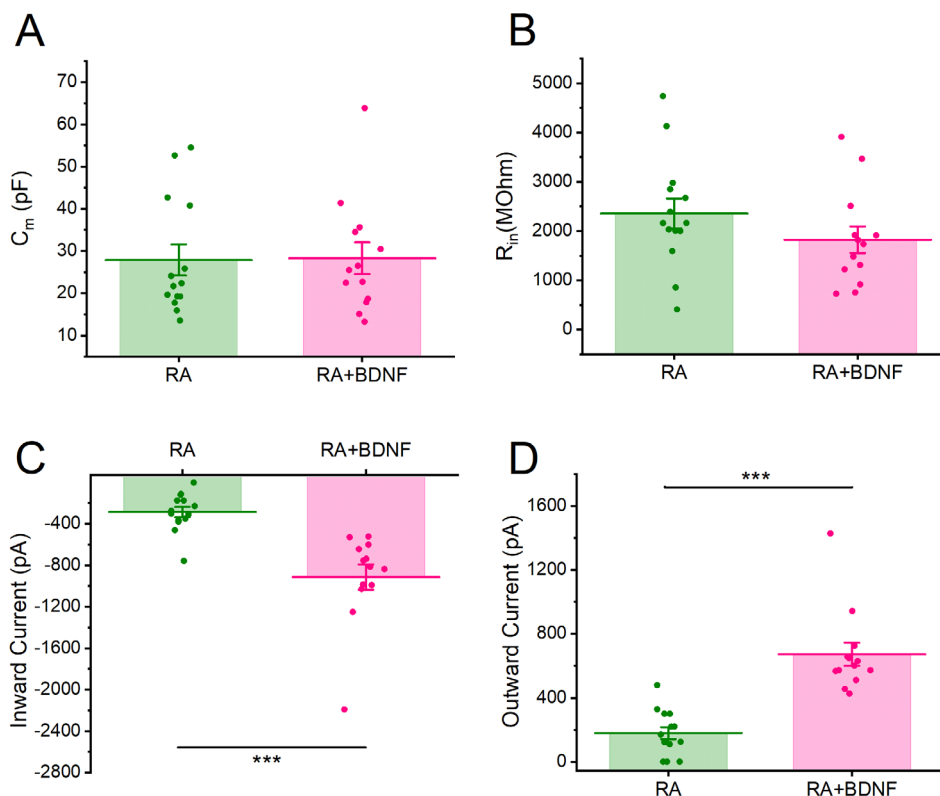 A
C_m (pF)
70
60
50
40
30
20
10
RA
RA+BDNF
B
R_in(MOhm)
5000
4000
3000
2000
1000
0
RA
RA+BDNF
C
RA
RA+BDNF
Inward Current (pA)
-400
-800
-1200
-1600
-2000
-2400
-2800
***
D
Outward Current (pA)
1600
1200
800
400
0
***
RA
RA+BDNF